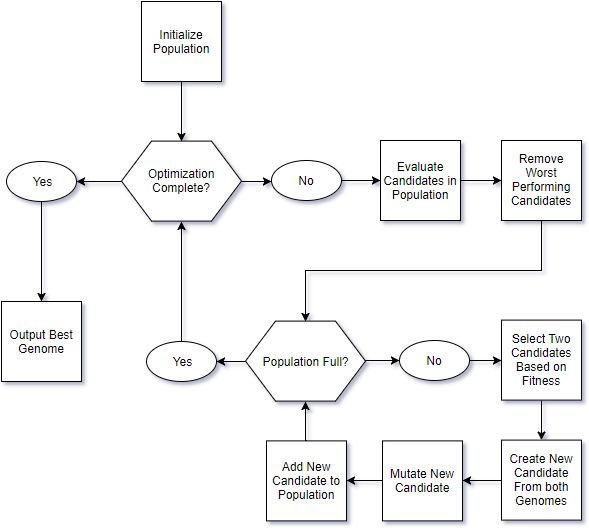 Initialize
Population
Optimization
Complete?
Yes
No
Evaluate
Candidates in
Population
Remove
Worst
Performing
Candidates
Output Best
Genome
Yes
Population Full?
No
Select Two
Candidates
Based on
Fitness
Add New
Candidate to
Population
Mutate New
Candidate
Create New
Candidate
From both
Genomes